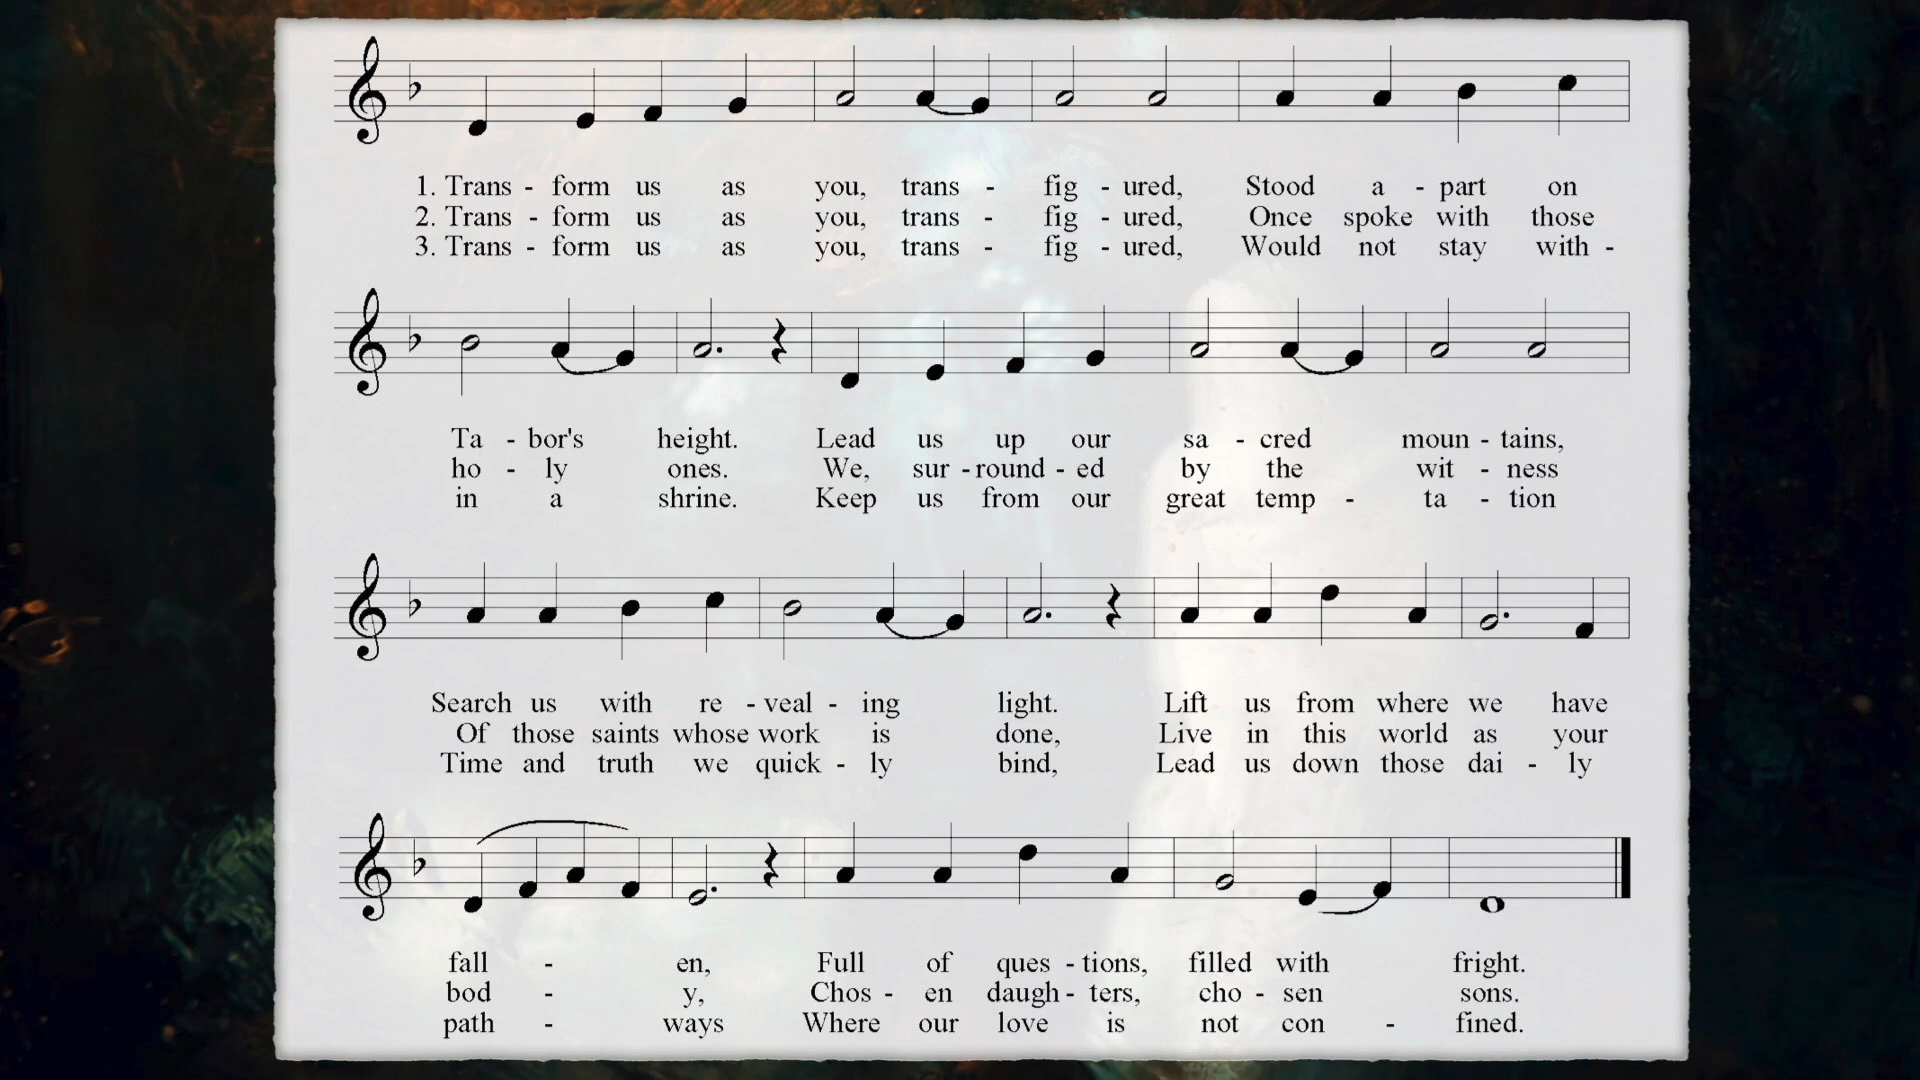 1. Trans - form us as you, trans - fig - ured, Stood a - part on
2. Trans - form us as you, trans - fig - ured, Once spoke with those
3. Trans - form us as you, trans - fig - ured, Would not stay with -
Ta - bor's height. Lead us up our sa - cred moun - tains,
ho - ly ones. We, sur - round - ed by the wit - ness
in a shrine. Keep us from our great temp - ta - tion
Search us with re - veal - ing light. Lift us from where we have
Of those saints whose work is done, Live in this world as your
Time and truth we quick - ly bind, Lead us down those dai - ly
fall - en, Full of ques - tions, filled with fright.
bod - y, Chos - en daugh - ters, cho - sen sons.
path - ways Where our love is not con - fined.